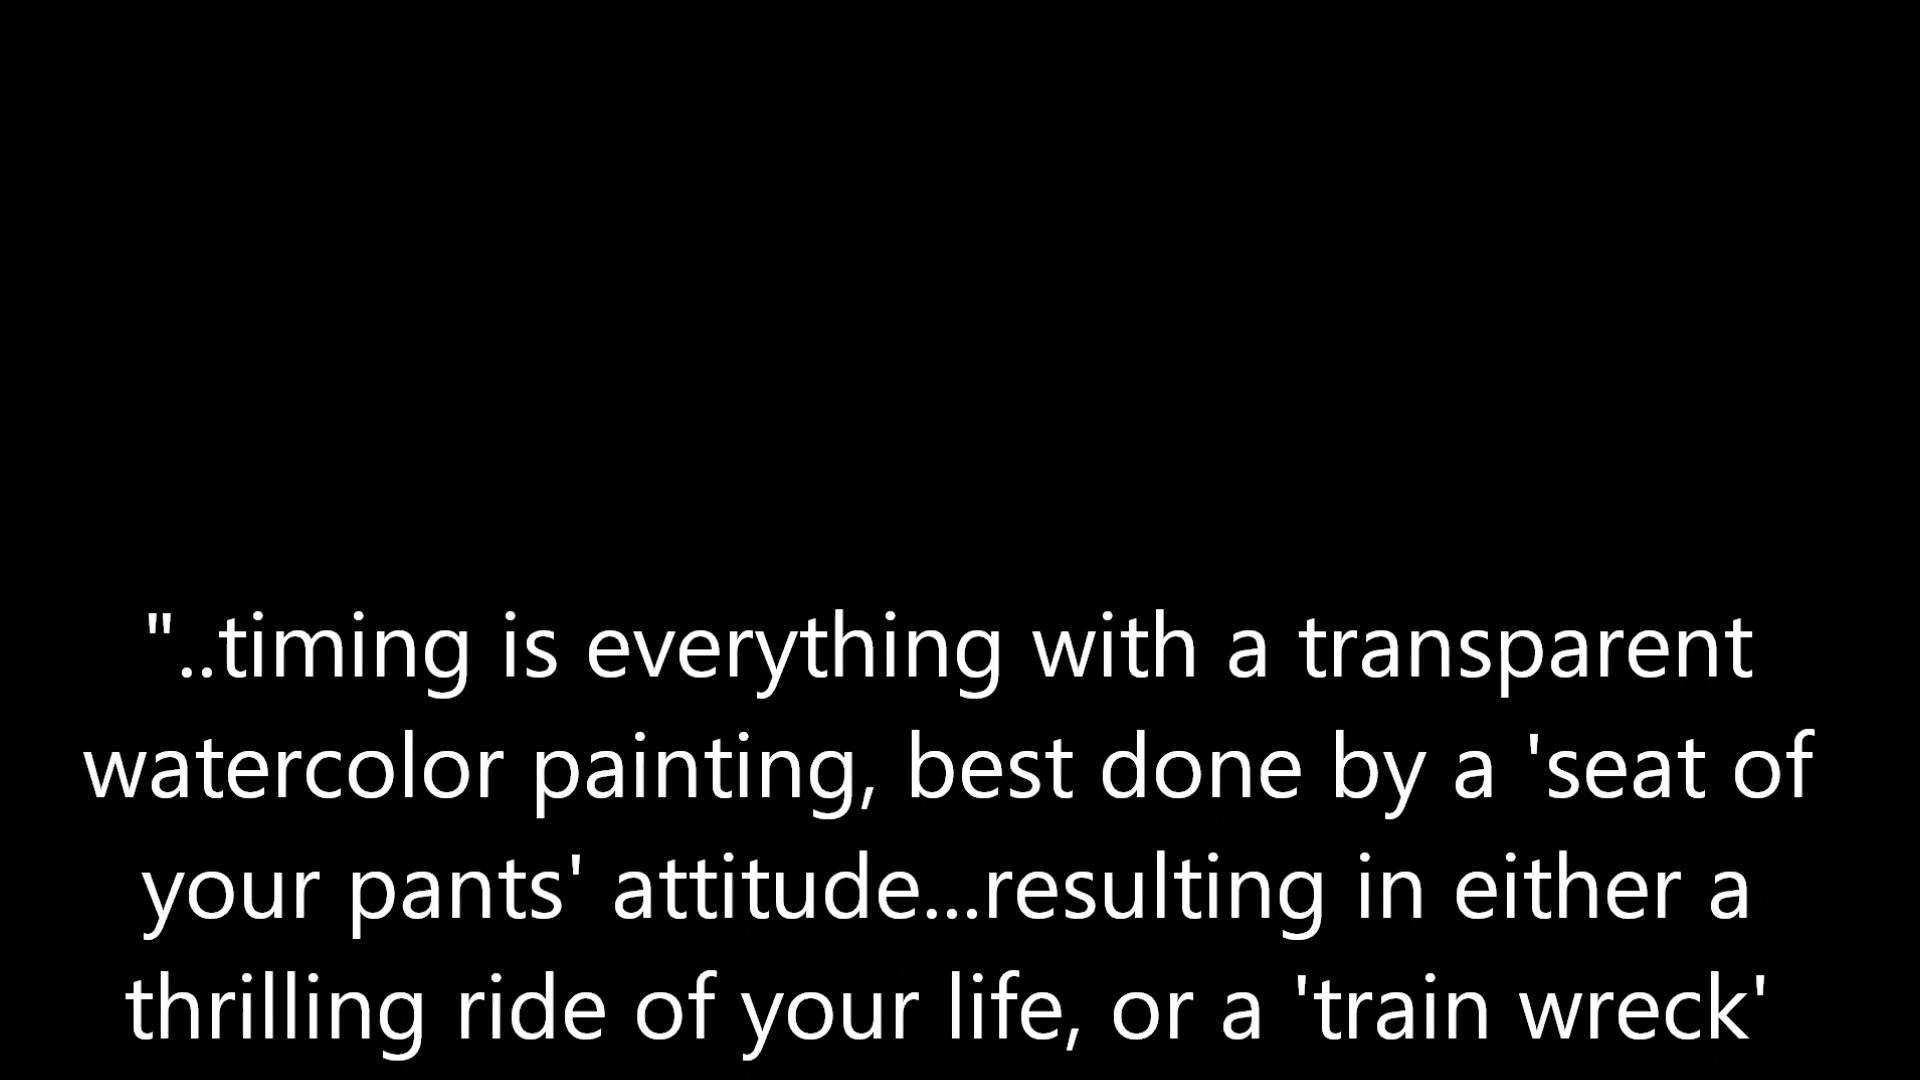 "..timing is everything with a transparent
watercolor painting, best done by a 'seat of
your pants' attitude...resulting in either a
thrilling ride of your life, or a 'train wreck'